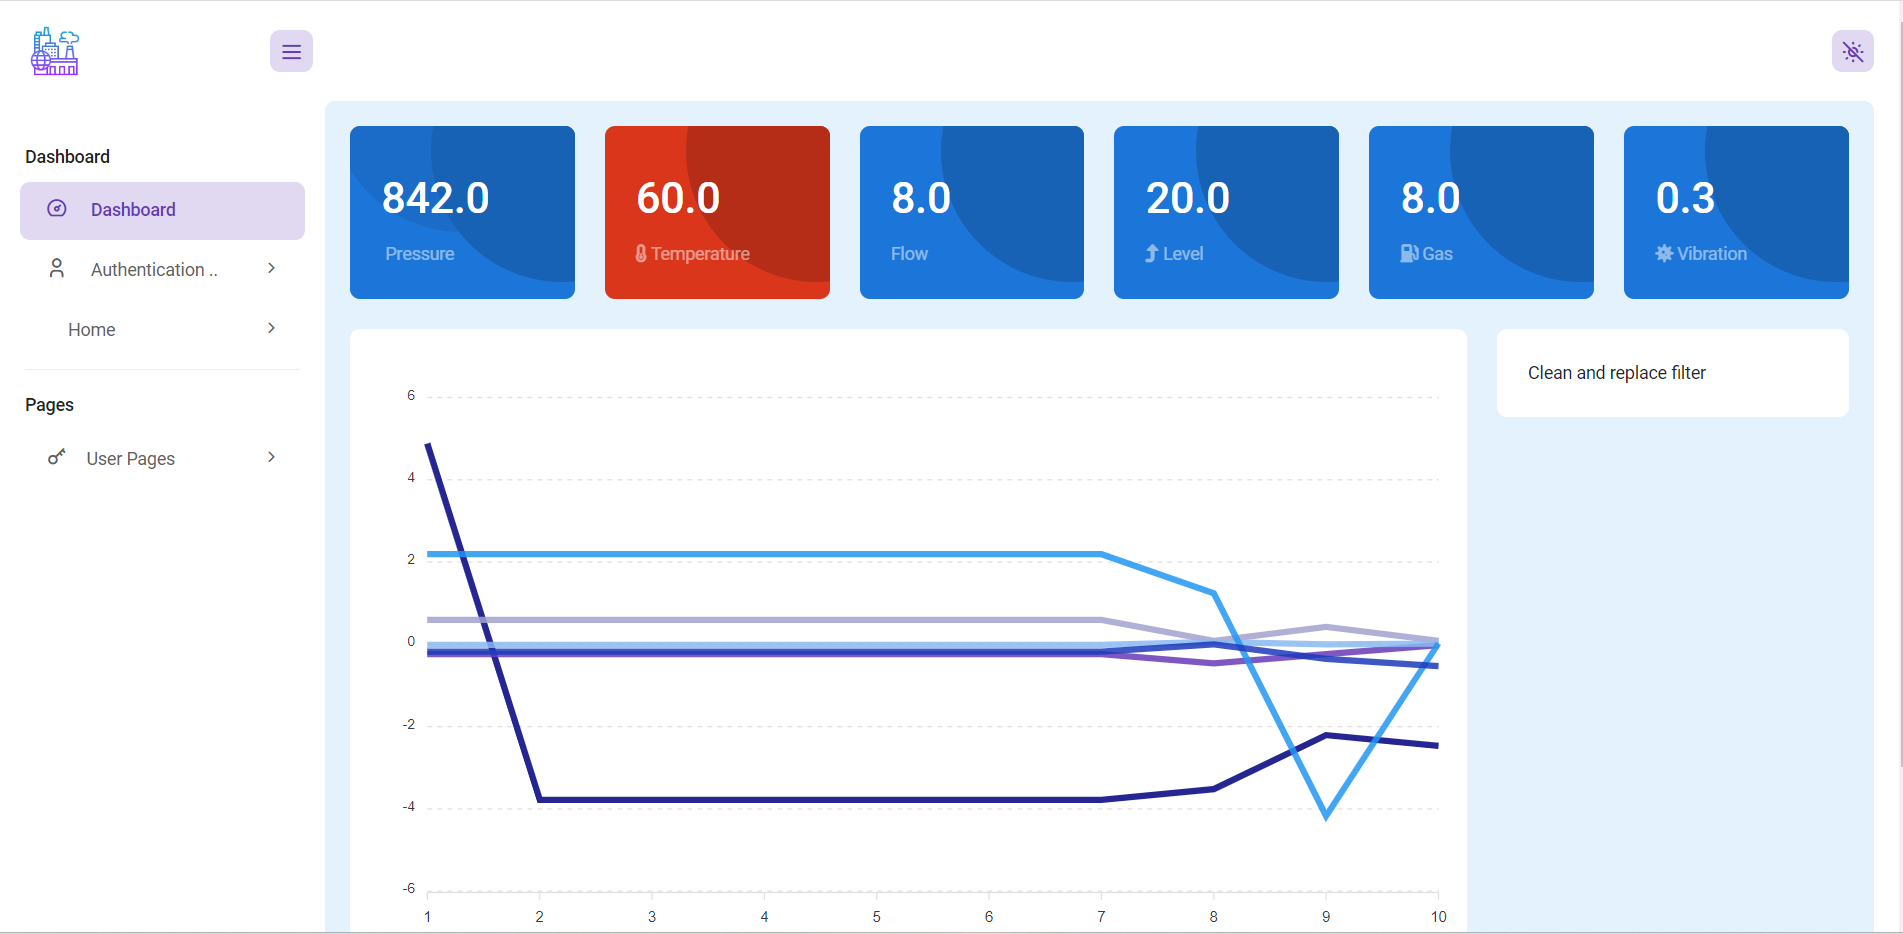 Dashboard
Dashboard
Authentication ..
Home
Pages
User Pages
842.0
Pressure
60.0
Temperature
8.0
Flow
20.0
Level
8.0
Gas
0.3
Vibration
6
4
2
0
-2
-4
-6
1 2 3 4 5 6 7 8 9 10
Clean and replace filter